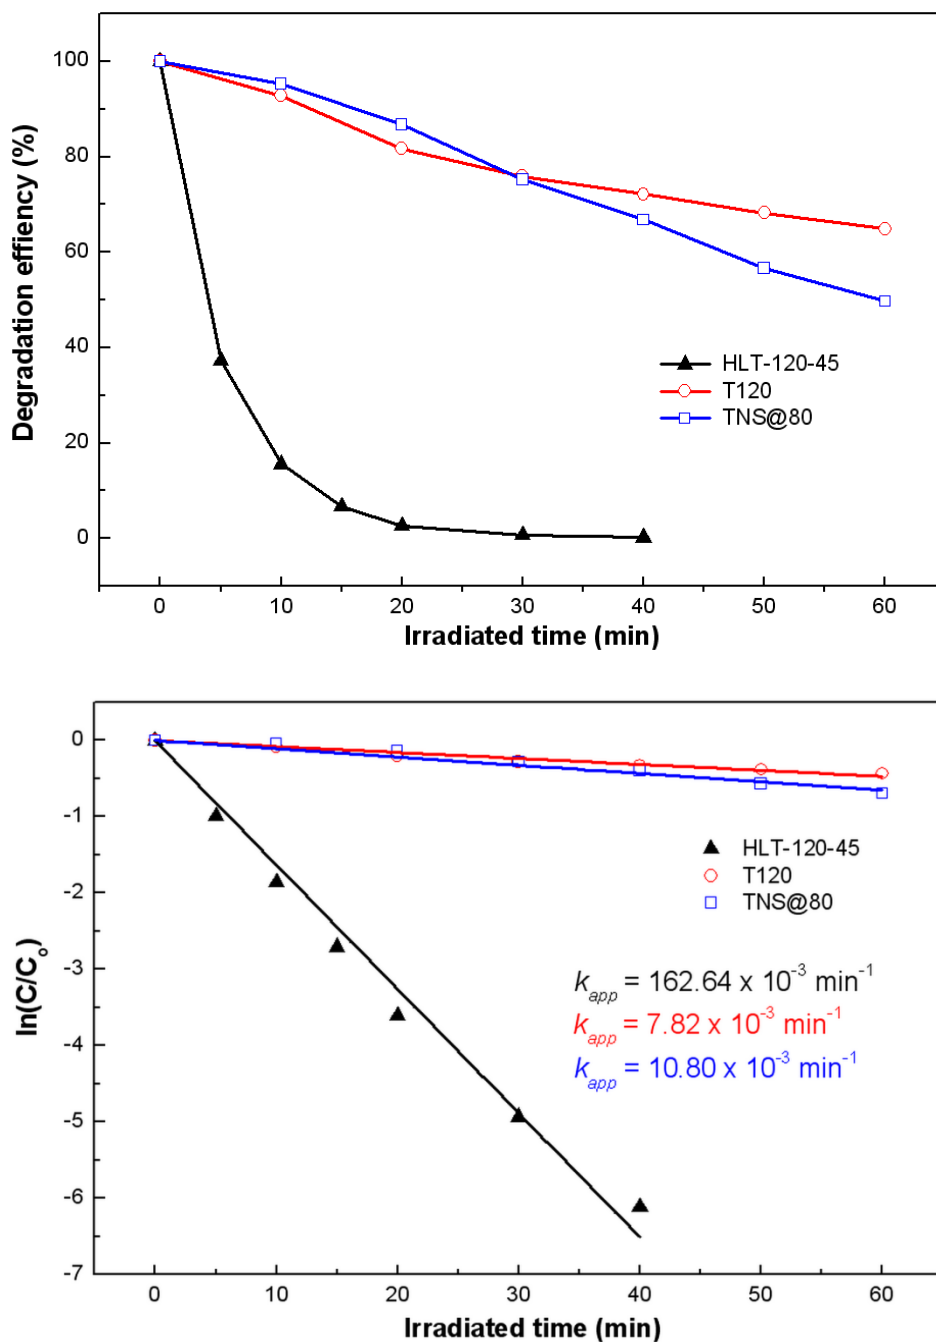 Degradation effiency (%)
100
80
60
40
20
0
HLT-120-45
T120
TNS@80
0 10 20 30 40 50 60
Irradiated time (min)
ln(C/Co)
0
-1
-2
-3
-4
-5
-6
-7
HLT-120-45
T120
TNS@80
kapp = 162.64 x 10⁻³ min⁻¹
kapp = 7.82 x 10⁻³ min⁻¹
kapp = 10.80 x 10⁻³ min⁻¹
0 10 20 30 40 50 60
Irradiated time (min)